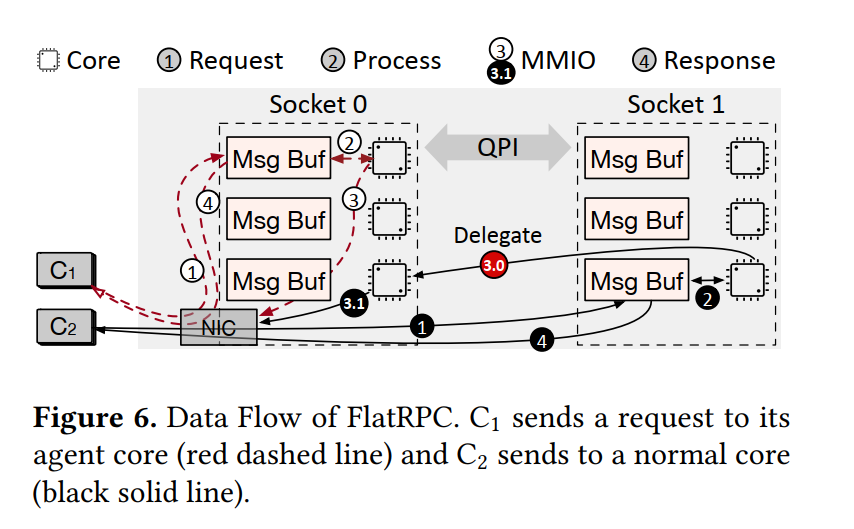 Core ① Request ② Process ③ 3.1 MMIO ④ Response
Socket 0 Socket 1
QPI
Msg Buf ② Msg Buf
④ ③
Msg Buf Msg Buf
Delegate
① Msg Buf 3.0 Msg Buf ②
C1 3.1
C2 NIC ① ④
Figure 6. Data Flow of FlatRPC. C1 sends a request to its
agent core (red dashed line) and C2 sends to a normal core
(black solid line).